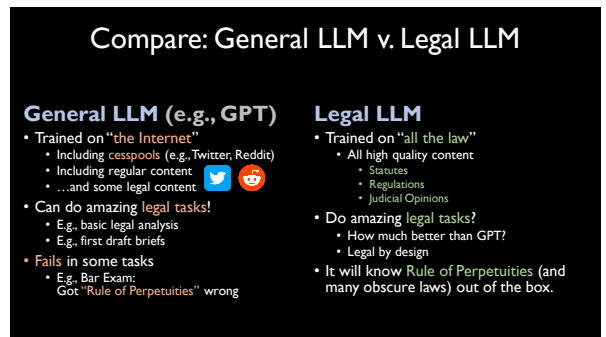 Compare: General LLM v. Legal LLM
General LLM (e.g., GPT)
• Trained on “the Internet”
• Including cesspools (e.g., Twitter, Reddit)
• Including regular content
• …and some legal content
• Can do amazing legal tasks!
• E.g., basic legal analysis
• E.g., first draft briefs
• Fails in some tasks
• E.g., Bar Exam:
Got “Rule of Perpetuities” wrong
Legal LLM
• Trained on “all the law”
• All high quality content
• Statutes
• Regulations
• Judicial Opinions
• Do amazing legal tasks?
• How much better than GPT?
• Legal by design
• It will know Rule of Perpetuities (and
many obscure laws) out of the box.